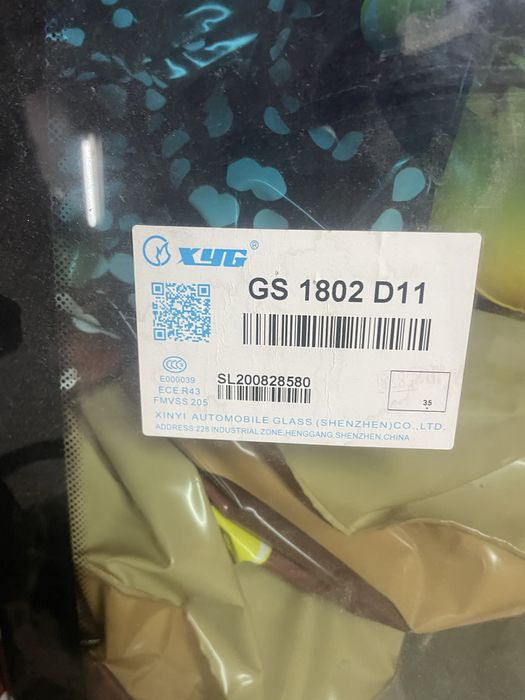 XYG®
GS 1802 D11
CCC
E000039
ECE R43
FMVSS 205
SL200828580
35
XINYI AUTOMOBILE GLASS (SHENZHEN)CO.,LTD.
ADDRESS:228 INDUSTRIAL ZONE.HENGGANG,SHENZHEN,CHINA